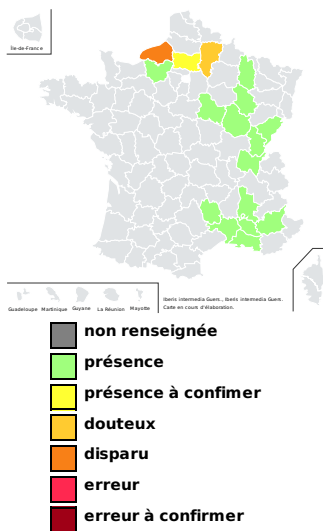 Île-de-France
Guadeloupe Martinique Guyane La Réunion Mayotte
Iberis intermedia Guers., Iberis intermedia Guers.
Carte en cours d'élaboration.
non renseignée
présence
présence à confimer
douteux
disparu
erreur
erreur à confirmer